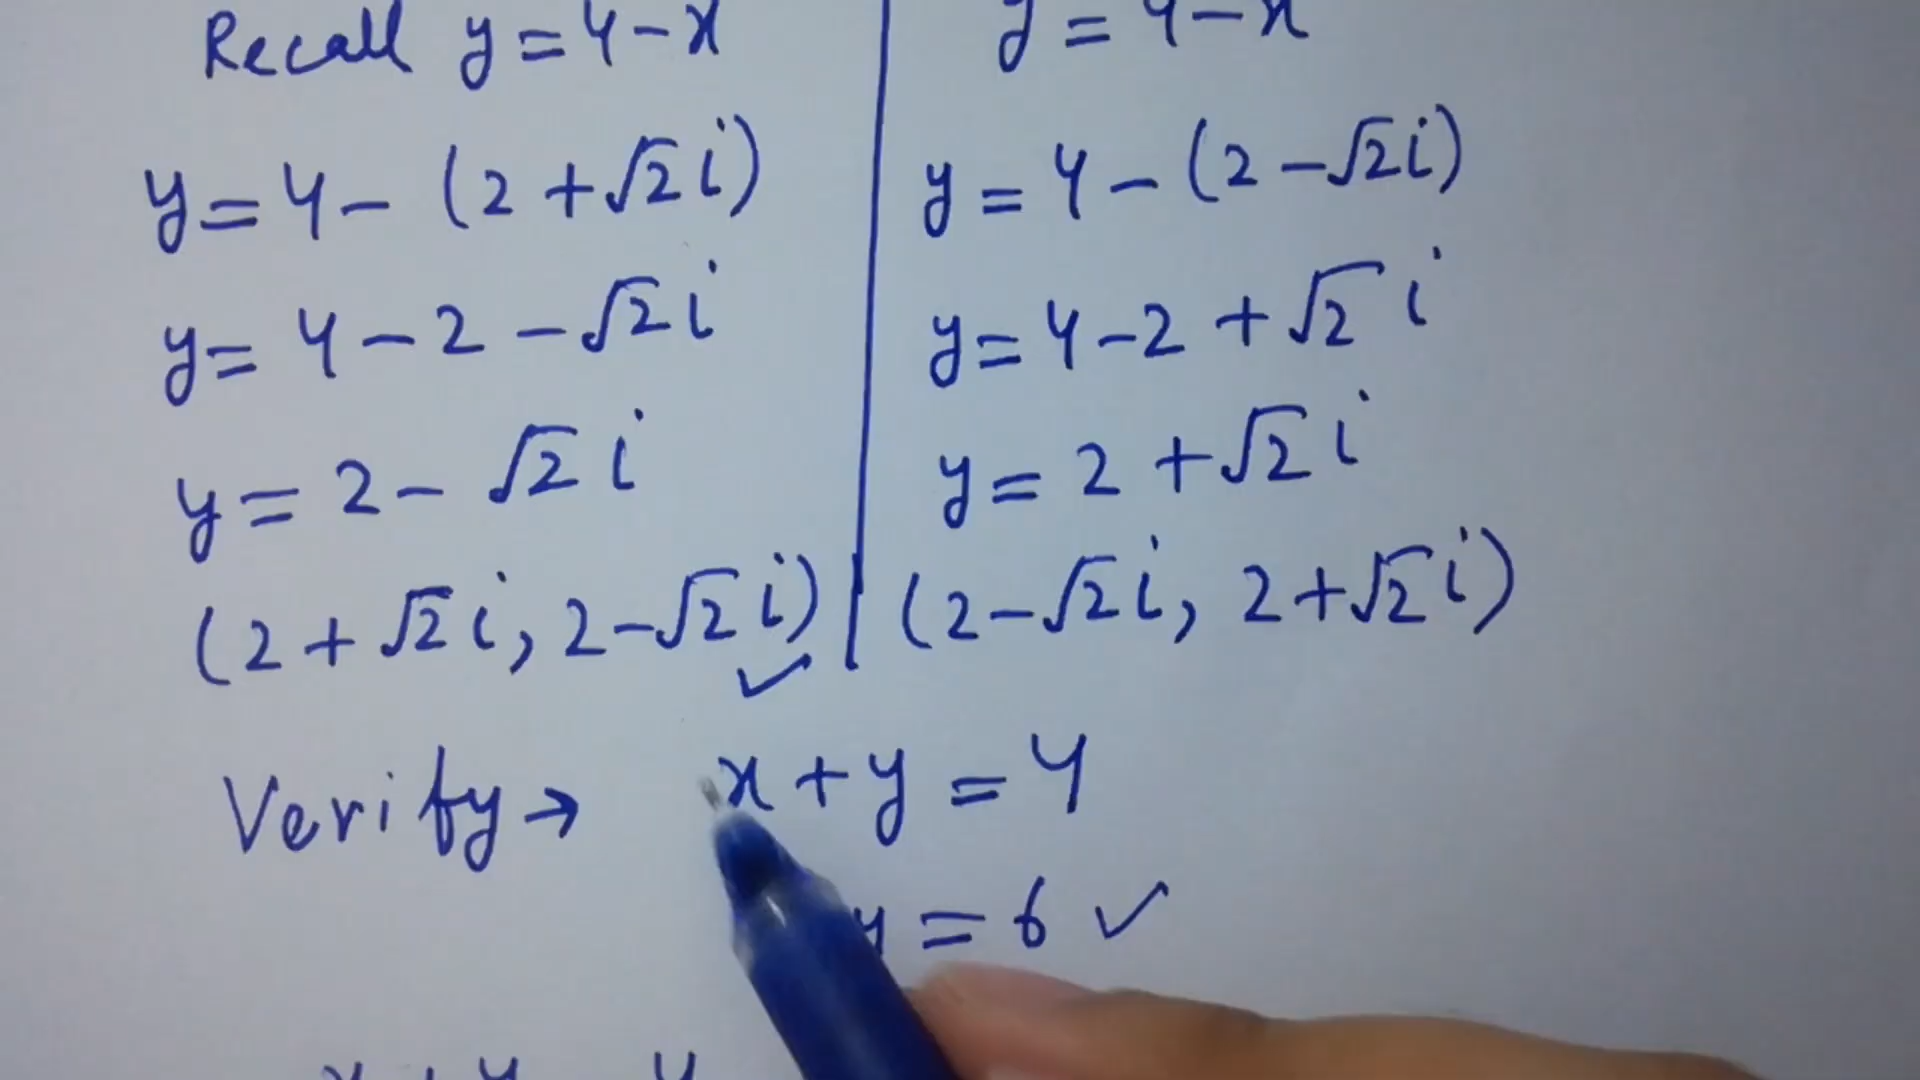 Recall y = 4 - x
y = 4 - (2 + √2 i)
y = 4 - 2 - √2 i
y = 2 - √2 i
(2 + √2 i, 2 - √2 i) ✓
y = 4 - x
y = 4 - (2 - √2 i)
y = 4 - 2 + √2 i
y = 2 + √2 i
(2 - √2 i, 2 + √2 i)
Verify → x + y = 4
y = 6 ✓